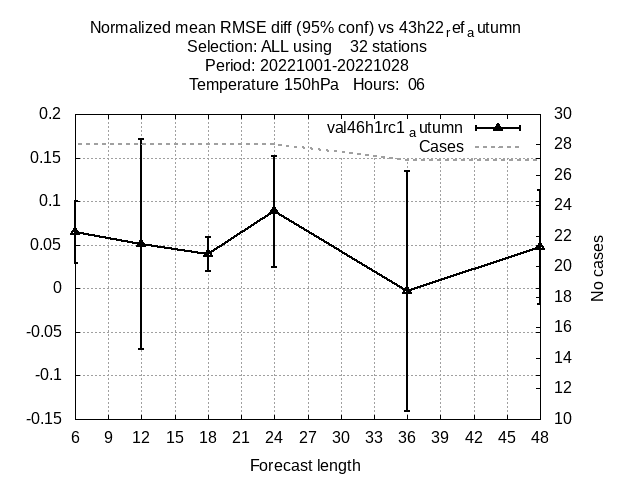 Normalized mean RMSE diff (95% conf) vs 43h22refautumn
Selection: ALL using 32 stations
Period: 20221001-20221028
Temperature 150hPa Hours: 06
val46h1rc1autumn
Cases
0.2
0.15
0.1
0.05
0
-0.05
-0.1
-0.15
30
28
26
24
22
20
18
16
14
12
10
No cases
6 9 12 15 18 21 24 27 30 33 36 39 42 45 48
Forecast length